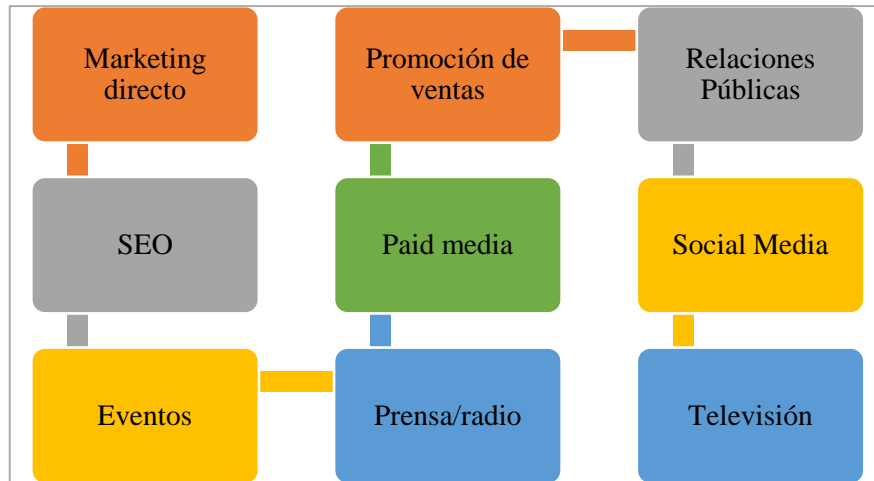 Marketing
directo
Promoción de
ventas
Relaciones
Públicas
SEO
Paid media
Social Media
Eventos
Prensa/radio
Televisión